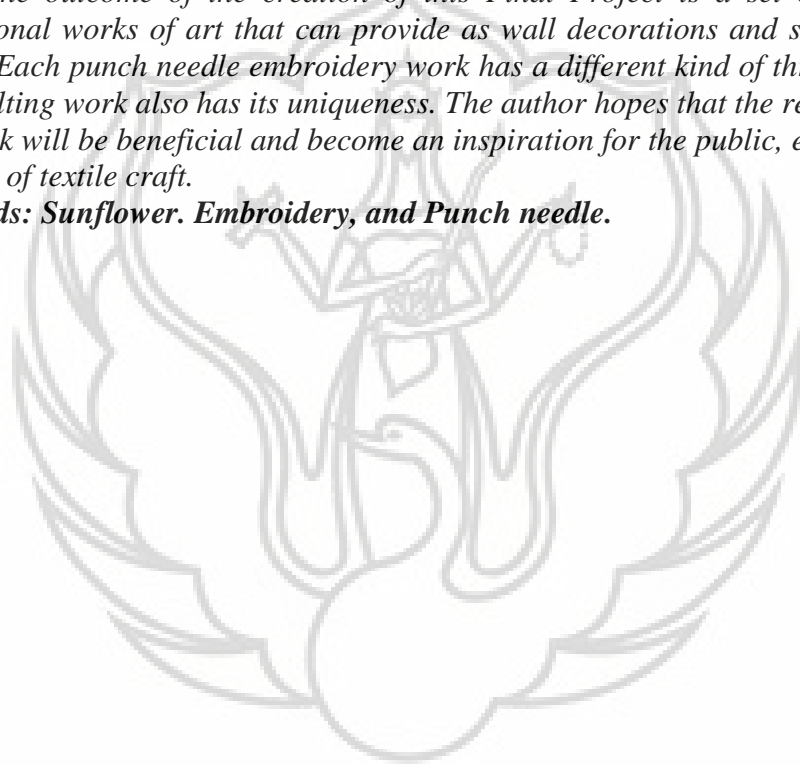 outcome of the creation of this Final Project is a set
onal works of art that can provide as wall decorations and s
Each punch needle embroidery work has a different kind of th
lting work also has its uniqueness. The author hopes that the re
k will be beneficial and become an inspiration for the public, e
of textile craft.
ds: Sunflower. Embroidery, and Punch needle.